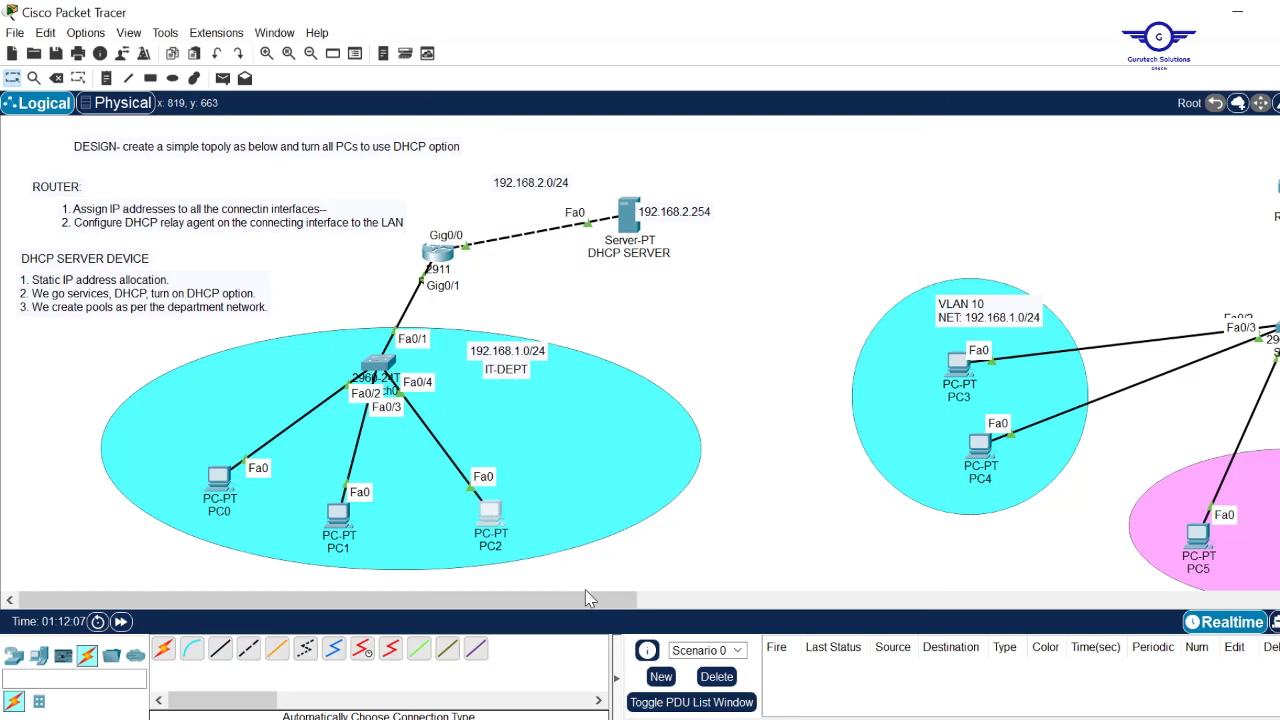 Cisco Packet Tracer
File Edit Options View Tools Extensions Window Help
G
Gurutech Solutions
Gtech
Logical Physical x: 819, y: 663
Root
DESIGN- create a simple topoly as below and turn all PCs to use DHCP option
192.168.2.0/24
ROUTER:
1. Assign IP addresses to all the connectin interfaces--
2. Configure DHCP relay agent on the connecting interface to the LAN
Fa0
192.168.2.254
Server-PT
DHCP SERVER
Gig0/0
2911
Gig0/1
DHCP SERVER DEVICE
1. Static IP address allocation.
2. We go services, DHCP, turn on DHCP option.
3. We create pools as per the department network.
Fa0/1
192.168.1.0/24
IT-DEPT
2960-24T
Fa0/4
Fa0/2
Fa0/3
Fa0
PC-PT
PC0
Fa0
PC-PT
PC1
Fa0
PC-PT
PC2
VLAN 10
NET: 192.168.1.0/24
Fa0/3
Fa0
PC-PT
PC3
Fa0
PC-PT
PC4
Fa0
PC-PT
PC5
Time: 01:12:07
Realtime
Scenario 0
New Delete
Toggle PDU List Window
Fire Last Status Source Destination Type Color Time(sec) Periodic Num Edit
Automatically Choose Connection Type